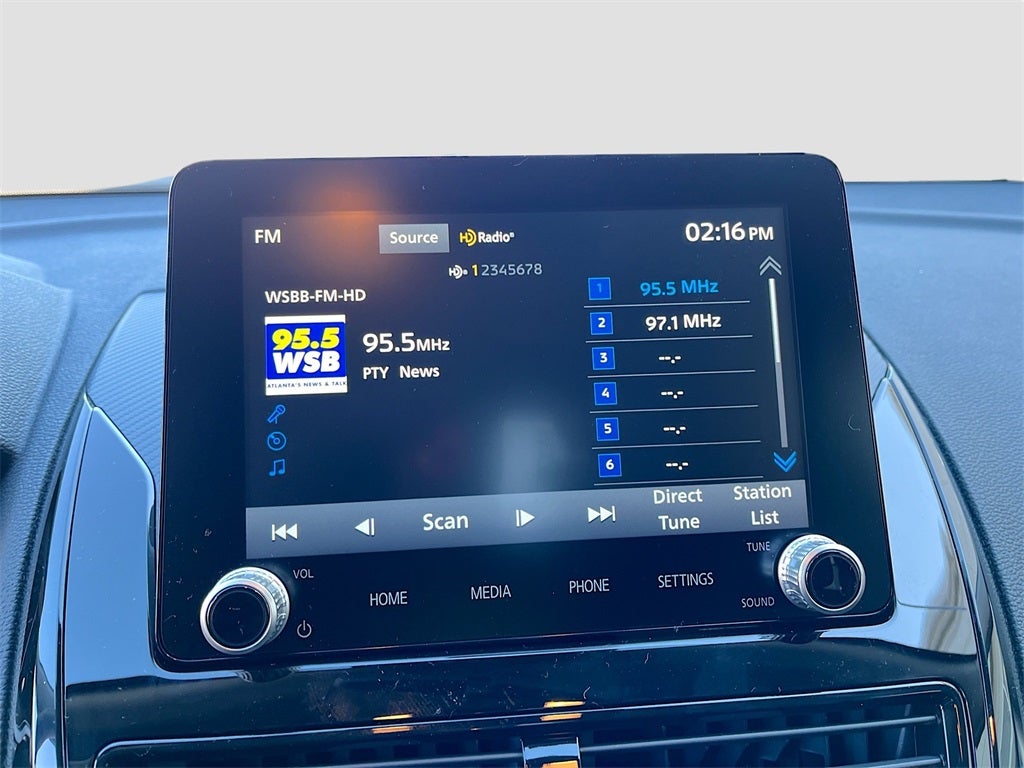 FM
Source
HD Radio®
02:16 PM
HD 12345678
WSBB-FM-HD
95.5
WSB
ATLANTA'S NEWS & TALK
95.5MHz
PTY News
1 95.5 MHz
2 97.1 MHz
3 --.-
4 --.-
5 --.-
6 --.-
Scan
Direct
Tune
Station
List
VOL
HOME
MEDIA
PHONE
SETTINGS
TUNE
SOUND